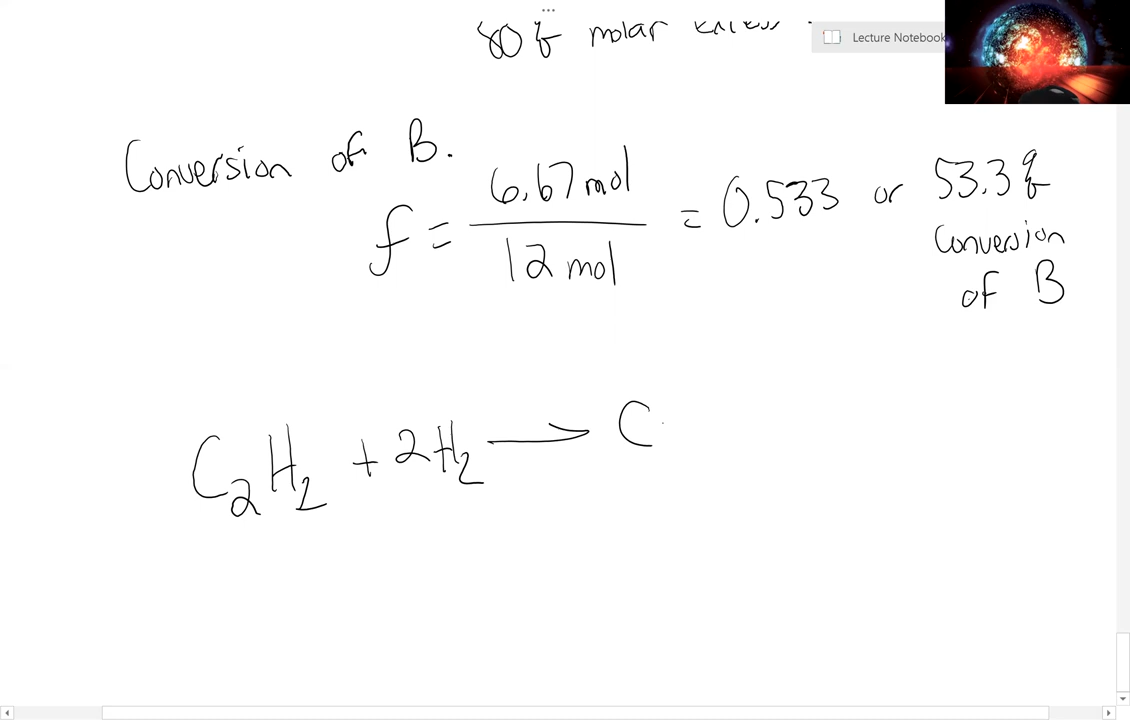 80% molar excess
Lecture Notebook
Conversion of B.
f = 6.67 mol / 12 mol = 0.533 or 53.3%
Conversion
of B
C₂H₂ + 2H₂ → C